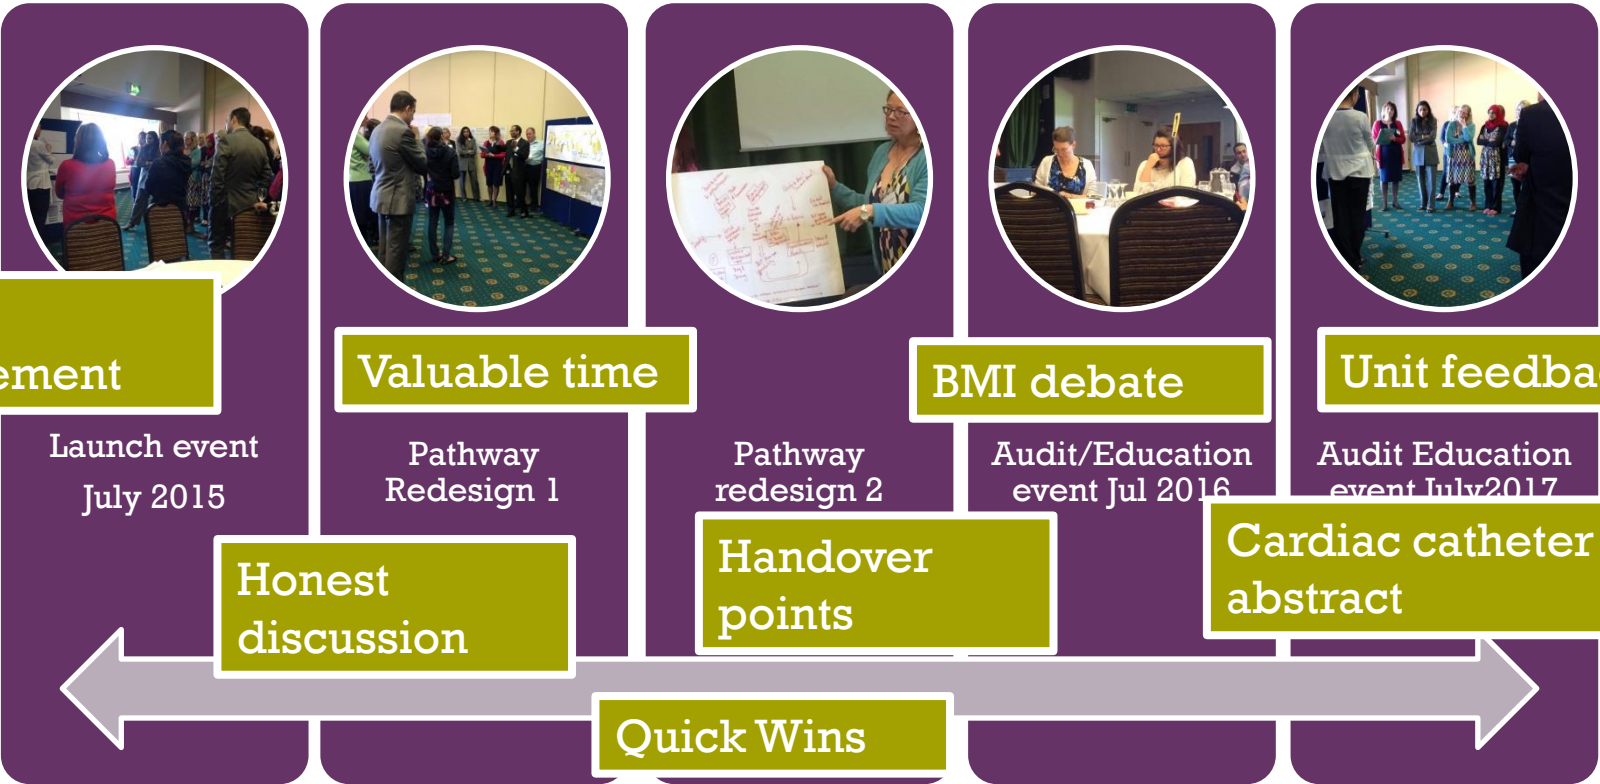 ement
Launch event
July 2015
Valuable time
Pathway
Redesign 1
Honest
discussion
Pathway
redesign 2
Handover
points
Quick Wins
BMI debate
Audit/Education
event Jul 2016
Unit feedba
Audit Education
event July2017
Cardiac catheter
abstract